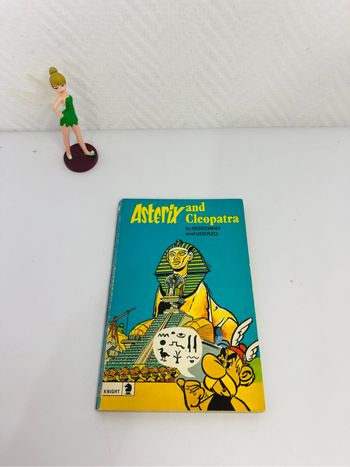 Asterix and
Cleopatra
by GOSCINNY
and UDERZO
KNIGHT